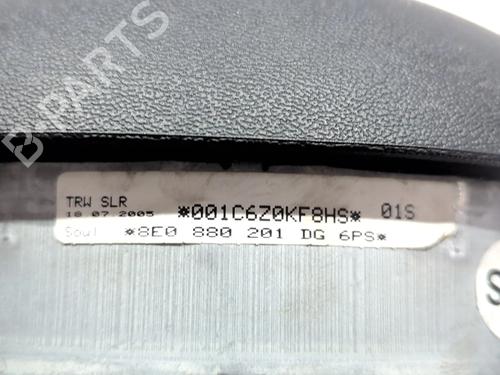 B-PARTS
TRW SLR
18.07.2005 *001C6Z0KF8HS* 01S
Soul *8E0 880 201 DG 6PS*
S